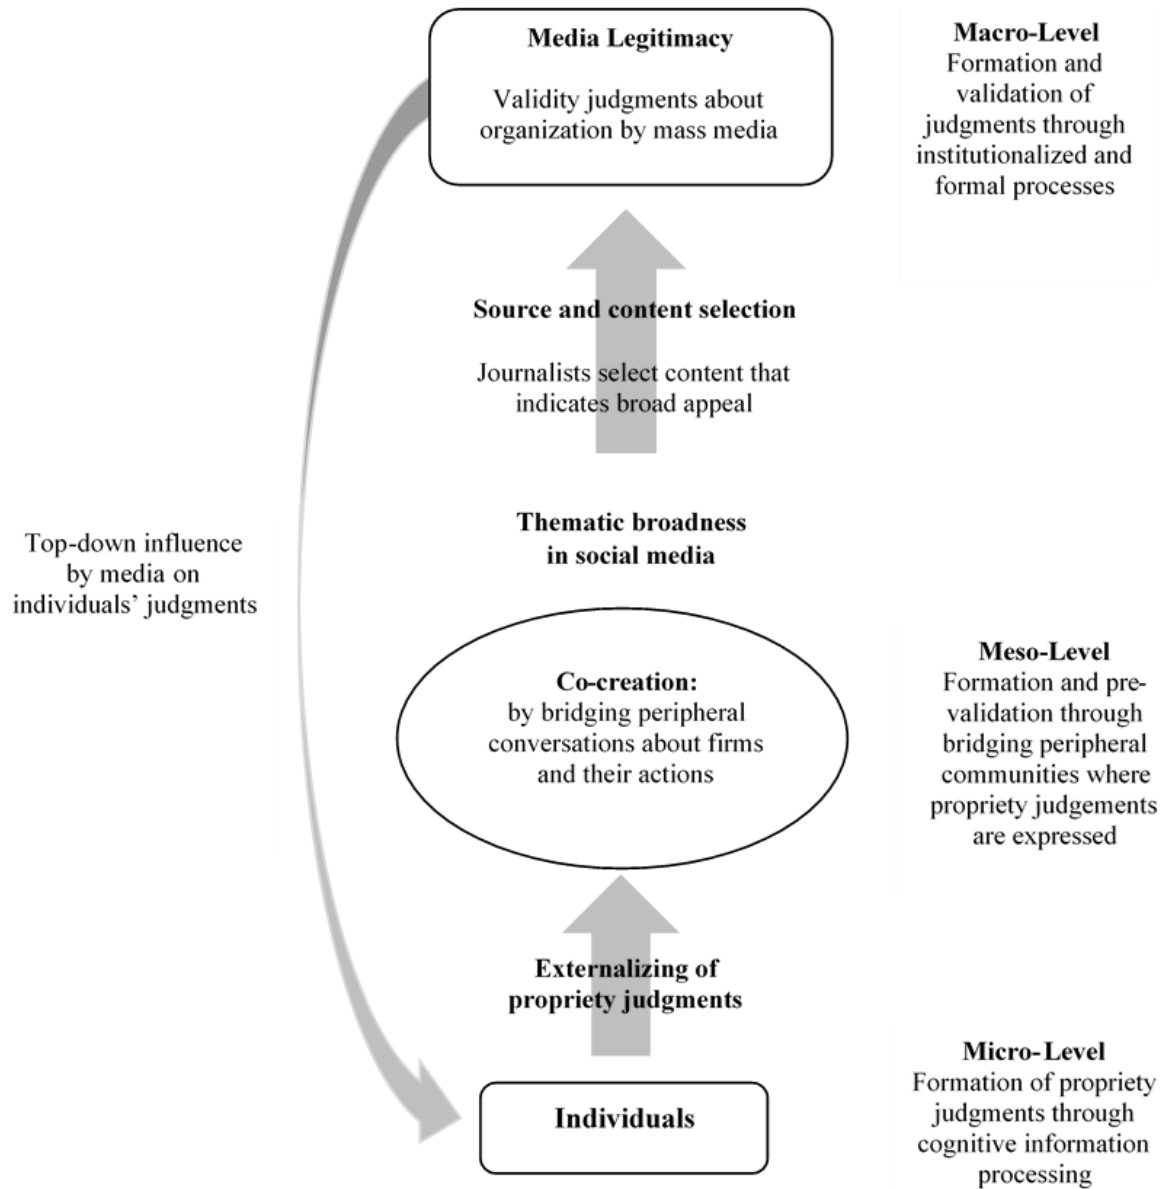 Media Legitimacy
Validity judgments about
organization by mass media
Macro-Level
Formation and
validation of
judgments through
institutionalized and
formal processes
Source and content selection
Journalists select content that
indicates broad appeal
Thematic broadness
in social media
Top-down influence
by media on
individuals’ judgments
Co-creation:
by bridging peripheral
conversations about firms
and their actions
Meso-Level
Formation and pre-
validation through
bridging peripheral
communities where
propriety judgements
are expressed
Externalizing of
propriety judgments
Individuals
Micro-Level
Formation of propriety
judgments through
cognitive information
processing